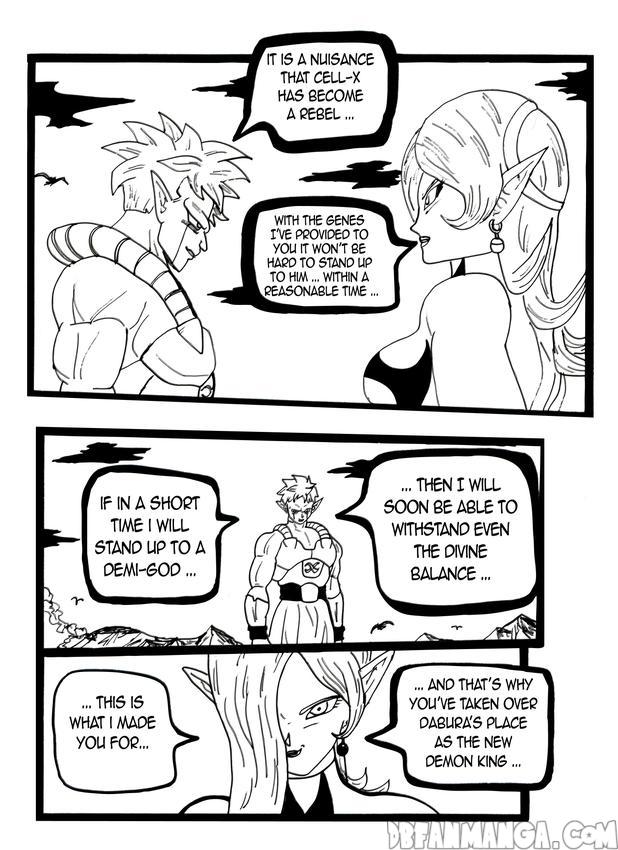 IT IS A NUISANCE
THAT CELL-X
HAS BECOME
A REBEL ...
WITH THE GENES
I'VE PROVIDED TO
YOU IT WON'T BE
HARD TO STAND UP
TO HIM ... WITHIN A
REASONABLE TIME ...
IF IN A SHORT
TIME I WILL
STAND UP TO A
DEMI-GOD ...
... THEN I WILL
SOON BE ABLE TO
WITHSTAND EVEN
THE DIVINE
BALANCE ...
... THIS IS
WHAT I MADE
YOU FOR...
... AND THAT'S WHY
YOU'VE TAKEN OVER
DABURA'S PLACE
AS THE NEW
DEMON KING ...
DBFANMANGA.COM